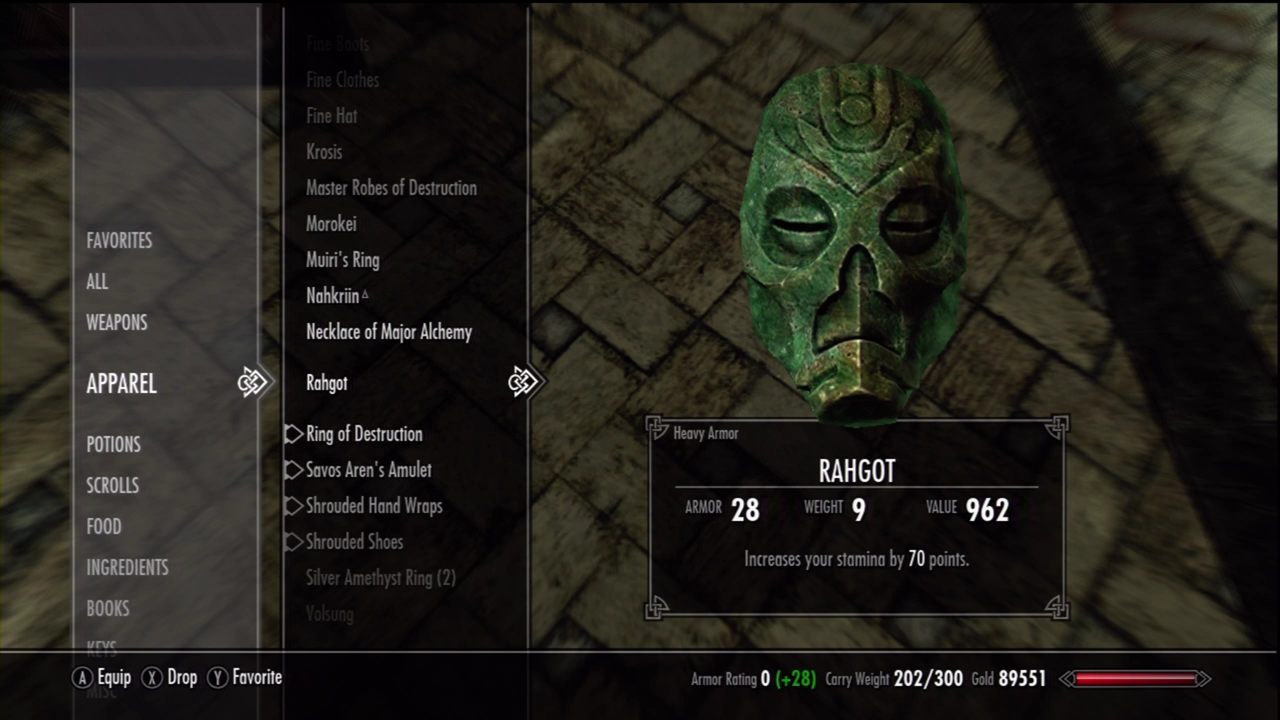 FAVORITES
ALL
WEAPONS
APPAREL
POTIONS
SCROLLS
FOOD
INGREDIENTS
BOOKS
KEYS
MISC
Fine Boots
Fine Clothes
Fine Hat
Krosis
Master Robes of Destruction
Morokei
Muiri's Ring
Nahkriin
Necklace of Major Alchemy
Rahgot
Ring of Destruction
Savos Aren's Amulet
Shrouded Hand Wraps
Shrouded Shoes
Silver Amethyst Ring (2)
Volsung
Heavy Armor
RAHGOT
ARMOR 28 WEIGHT 9 VALUE 962
Increases your stamina by 70 points.
A Equip X Drop Y Favorite
Armor Rating 0 (+28) Carry Weight 202/300 Gold 89551